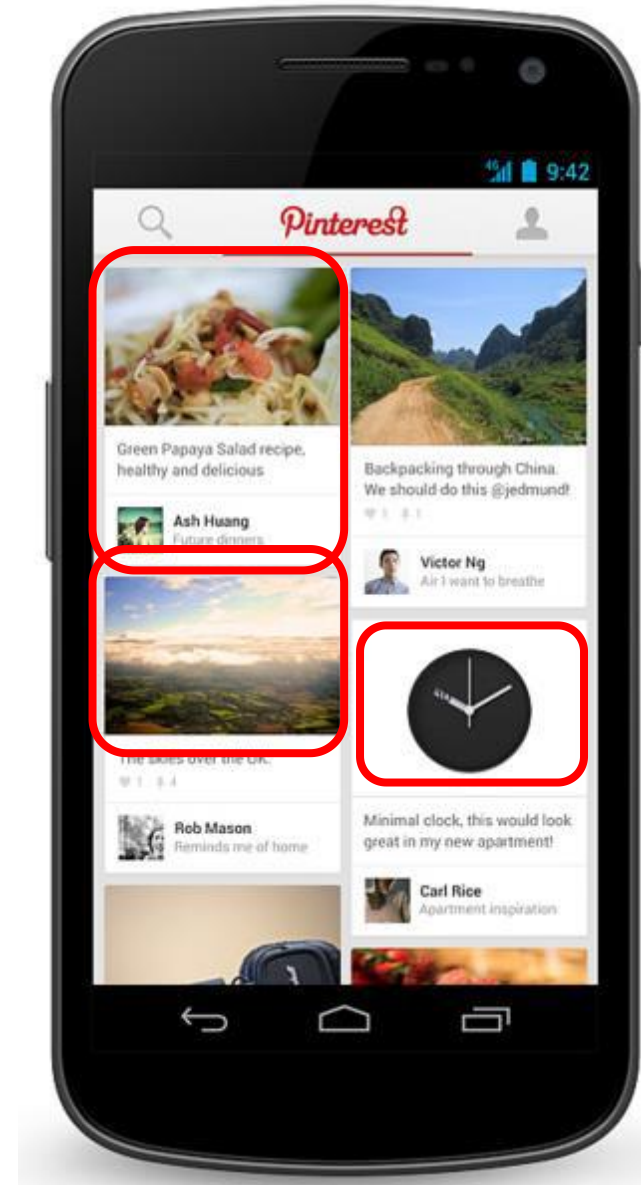 4G
9:42
Pinterest
Green Papaya Salad recipe,
healthy and delicious
Ash Huang
Future dinners
Backpacking through China.
We should do this @jedmund!
1 1
Victor Ng
Air I want to breathe
The skies over the UK.
1 4
Rob Mason
Reminds me of home
Minimal clock, this would look
great in my new apartment!
Carl Rice
Apartment inspiration